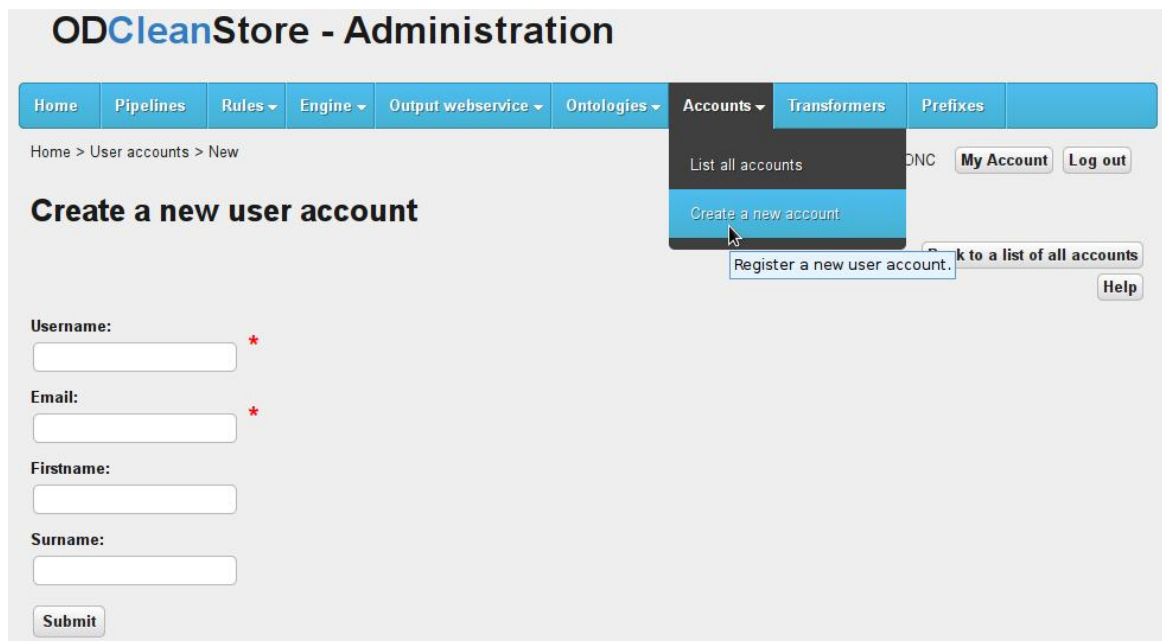 ODCleanStore - Administration
Home Pipelines Rules Engine Output webservice Ontologies Accounts Transformers Prefixes
Home > User accounts > New
List all accounts
My Account Log out
Create a new user account
Create a new account
Register a new user account.
to a list of all accounts
Help
Username:
*
Email:
*
Firstname:
Surname:
Submit